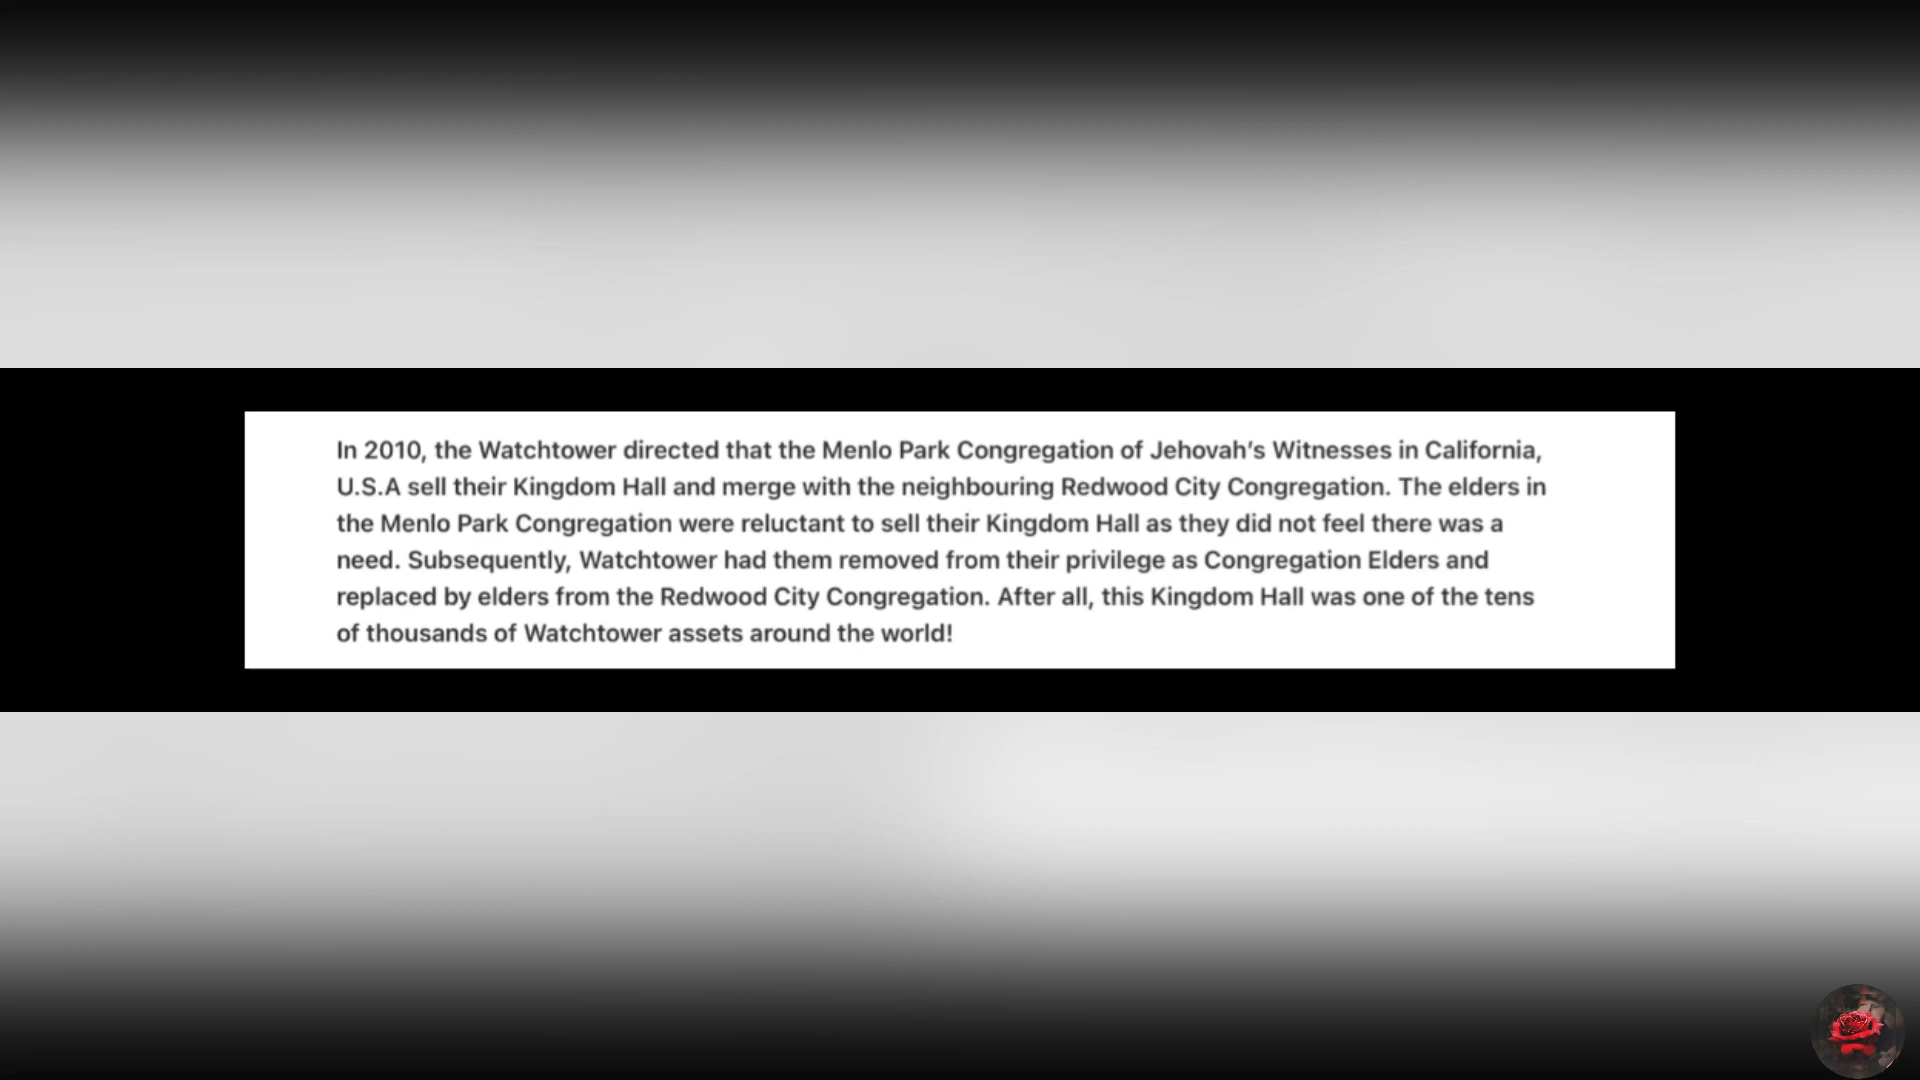 In 2010, the Watchtower directed that the Menlo Park Congregation of Jehovah's Witnesses in California,
U.S.A sell their Kingdom Hall and merge with the neighbouring Redwood City Congregation. The elders in
the Menlo Park Congregation were reluctant to sell their Kingdom Hall as they did not feel there was a
need. Subsequently, Watchtower had them removed from their privilege as Congregation Elders and
replaced by elders from the Redwood City Congregation. After all, this Kingdom Hall was one of the tens
of thousands of Watchtower assets around the world!